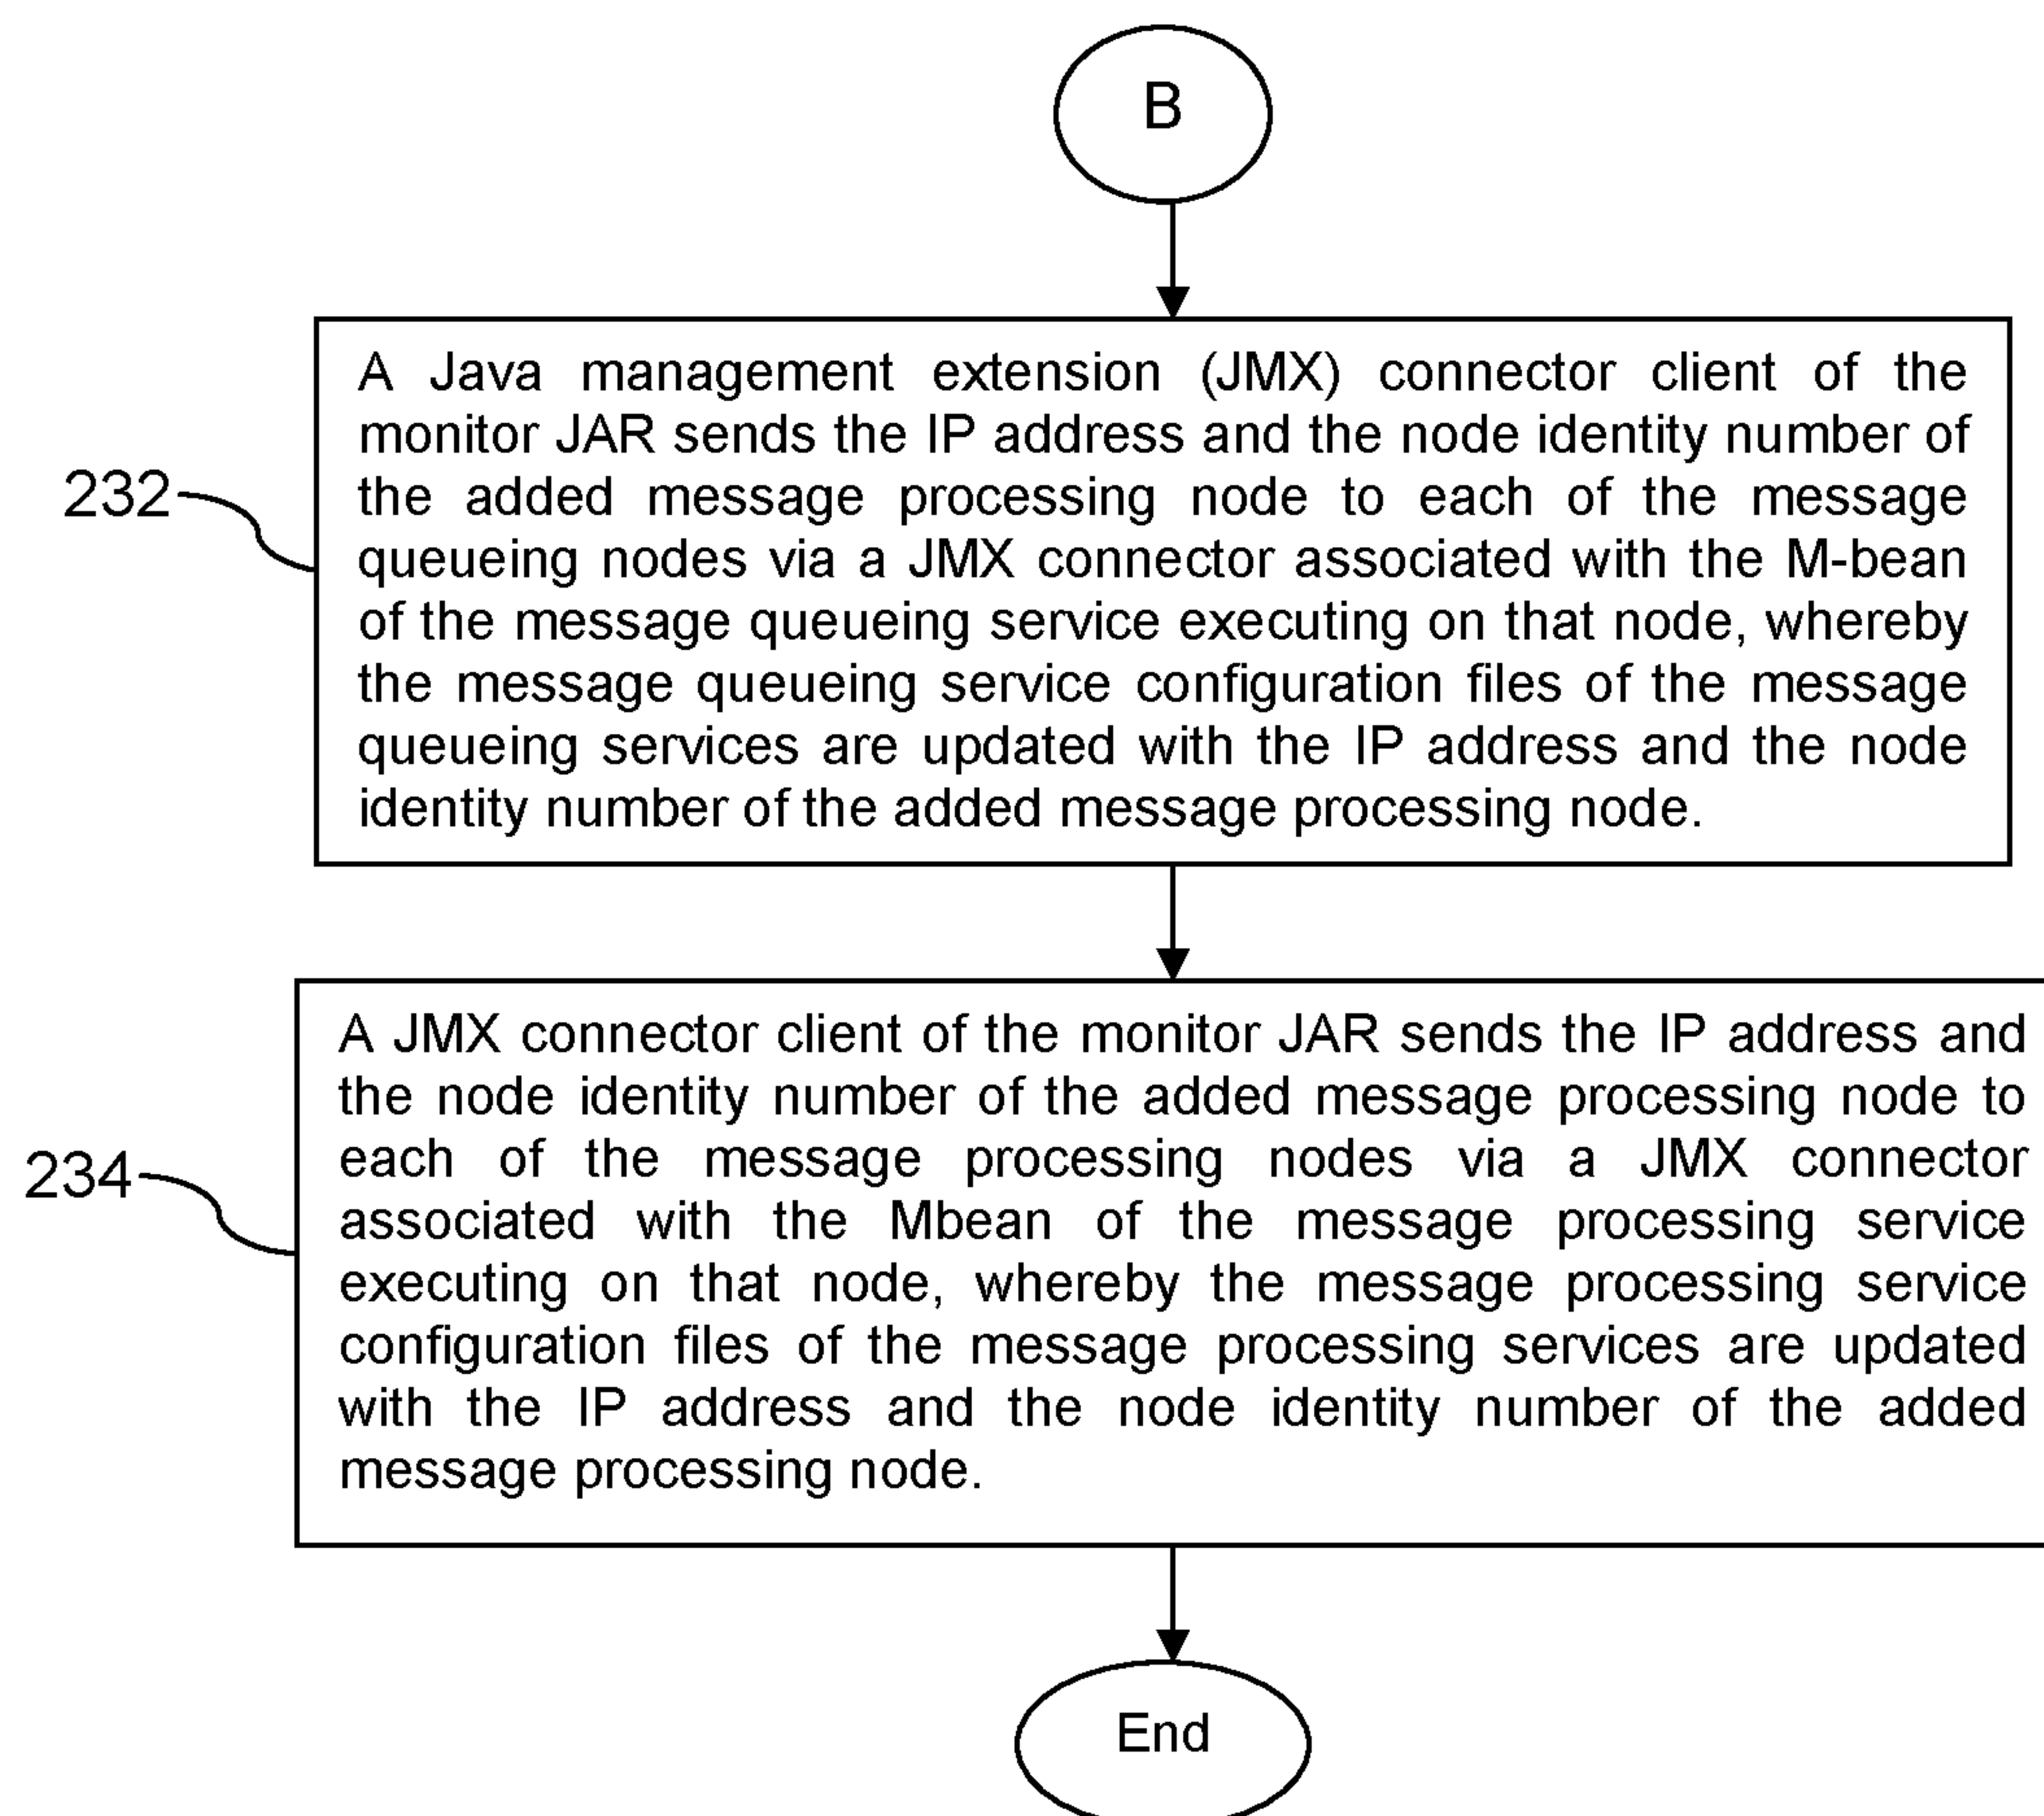 B
A Java management extension (JMX) connector client of the
monitor JAR sends the IP address and the node identity number of
the added message processing node to each of the message
queueing nodes via a JMX connector associated with the M-bean
of the message queueing service executing on that node, whereby
the message queueing service configuration files of the message
queueing services are updated with the IP address and the node
identity number of the added message processing node.
232
A JMX connector client of the monitor JAR sends the IP address and
the node identity number of the added message processing node to
each of the message processing nodes via a JMX connector
associated with the Mbean of the message processing service
executing on that node, whereby the message processing service
configuration files of the message processing services are updated
with the IP address and the node identity number of the added
message processing node.
234
End